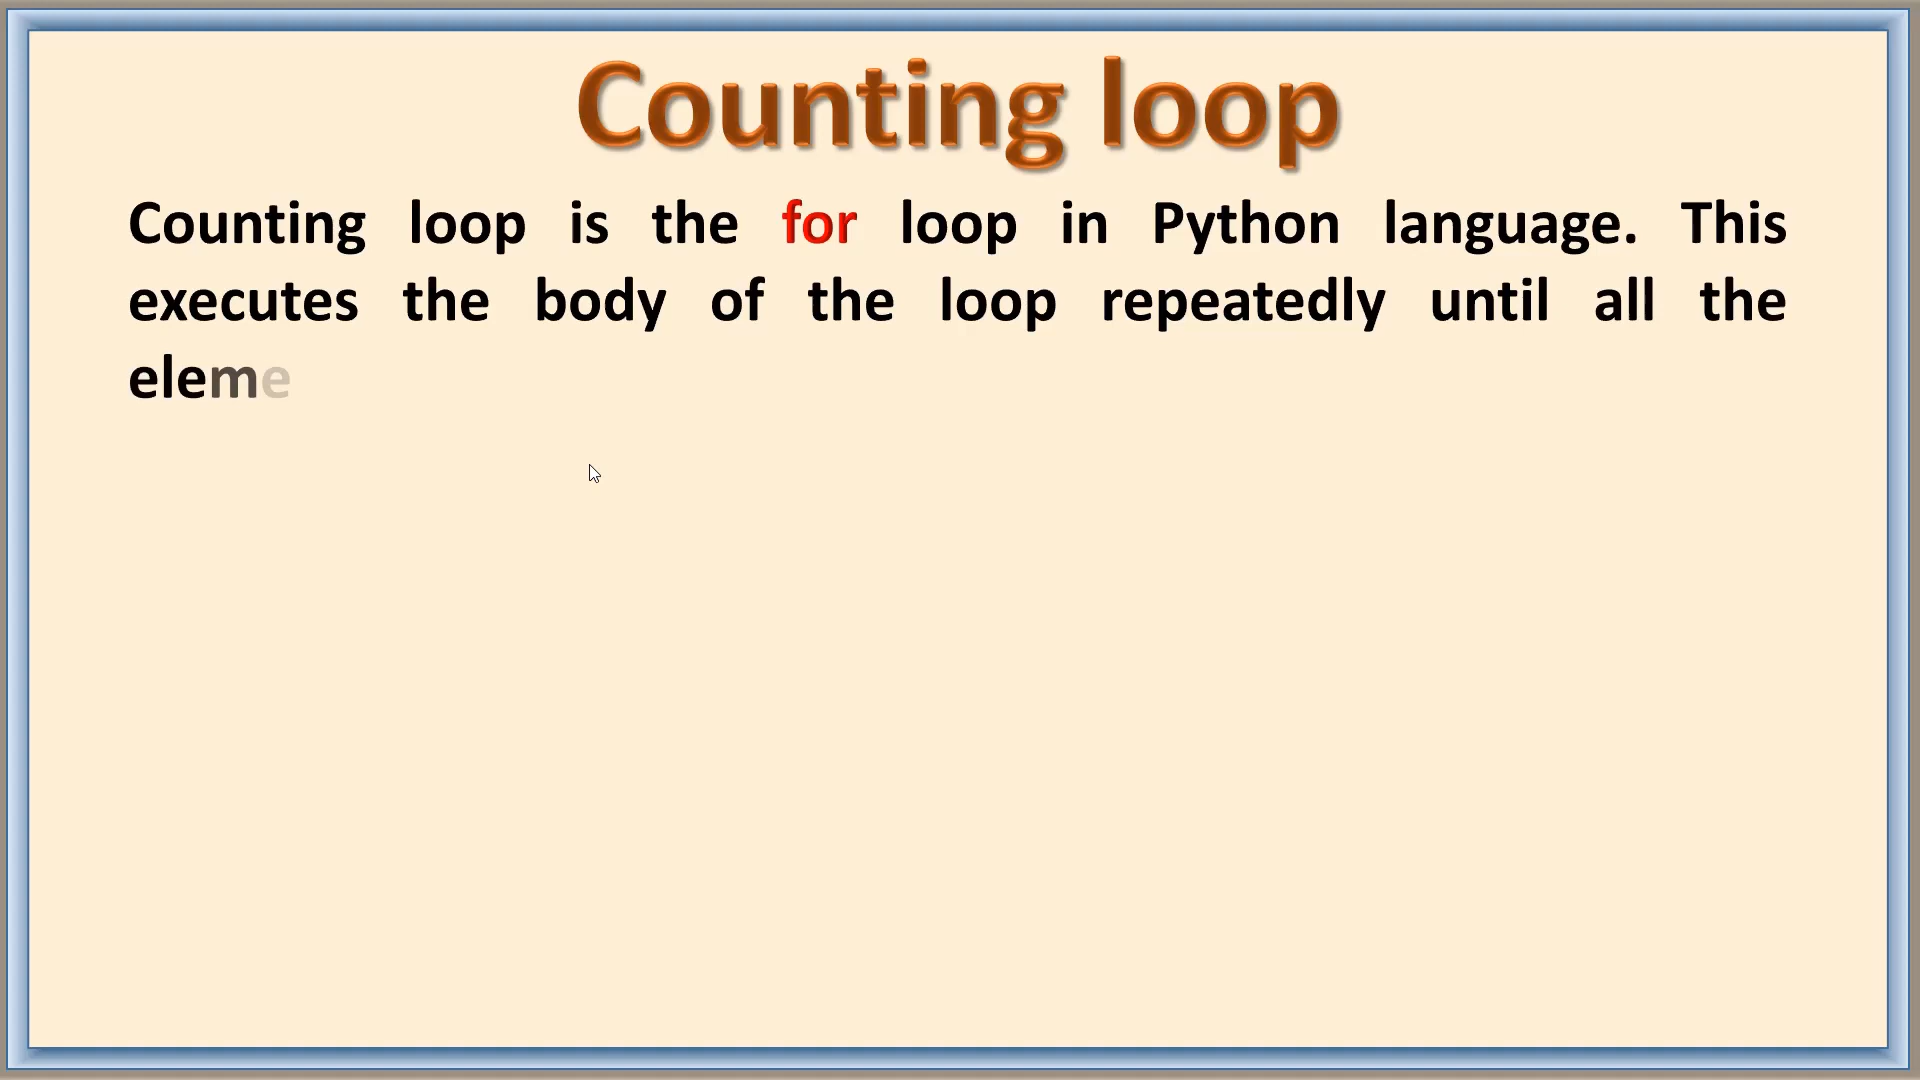 Counting loop
Counting loop is the for loop in Python language. This
executes the body of the loop repeatedly until all the
eleme